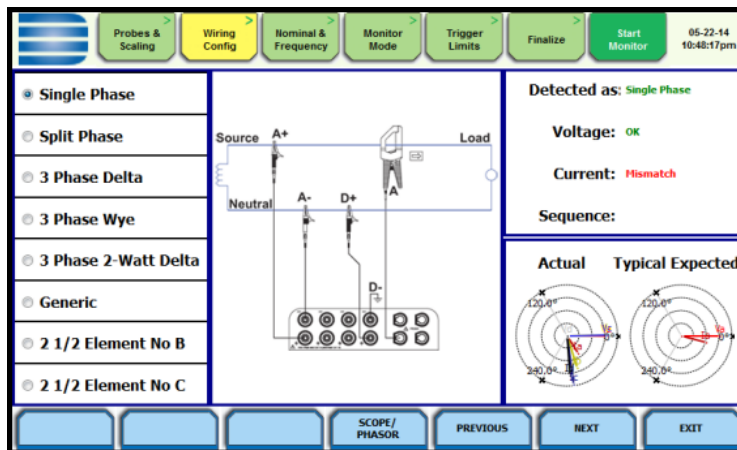 Probes & Scaling >
Wiring Config >
Nominal & Frequency >
Monitor Mode >
Trigger Limits >
Finalize >
Start Monitor
05-22-14
10:48:17pm
Single Phase
Split Phase
3 Phase Delta
3 Phase Wye
3 Phase 2-Watt Delta
Generic
2 1/2 Element No B
2 1/2 Element No C
Source A+ Load
A
Neutral A- D+
D-
Detected as: Single Phase
Voltage: OK
Current: Mismatch
Sequence:
Actual Typical Expected
120.0° 120.0°
0° 0°
240.0° 240.0°
SCOPE/PHASOR
PREVIOUS
NEXT
EXIT